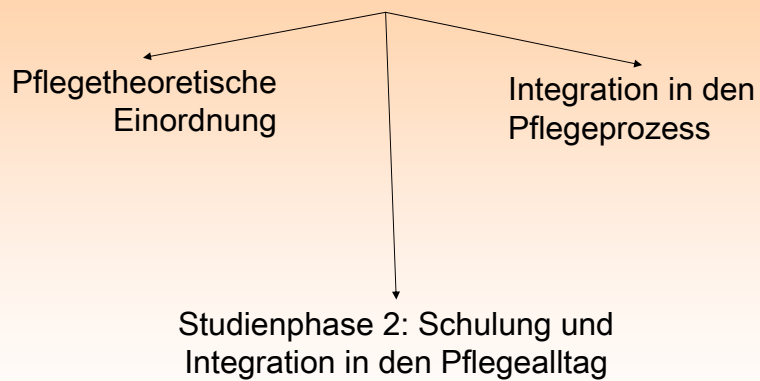 Pflegetheoretische
Einordnung
Integration in den
Pflegeprozess
Studienphase 2: Schulung und
Integration in den Pflegealltag